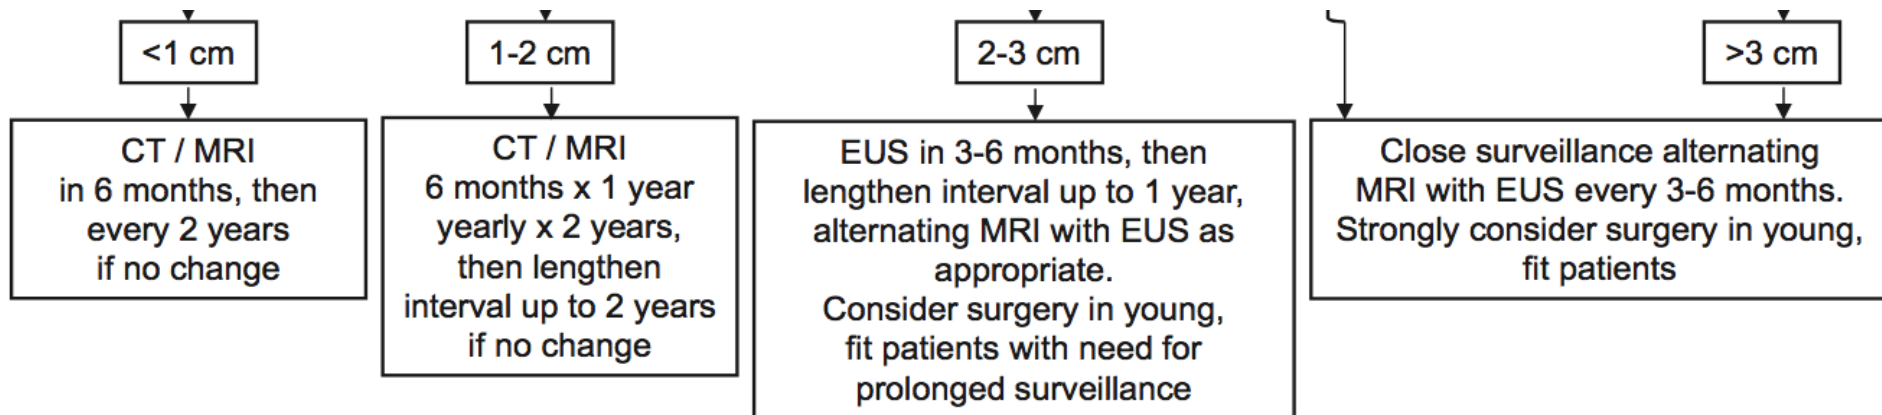 <1 cm
1-2 cm
2-3 cm
>3 cm
CT / MRI
in 6 months, then
every 2 years
if no change
CT / MRI
6 months x 1 year
yearly x 2 years,
then lengthen
interval up to 2 years
if no change
EUS in 3-6 months, then
lengthen interval up to 1 year,
alternating MRI with EUS as
appropriate.
Consider surgery in young,
fit patients with need for
prolonged surveillance
Close surveillance alternating
MRI with EUS every 3-6 months.
Strongly consider surgery in young,
fit patients